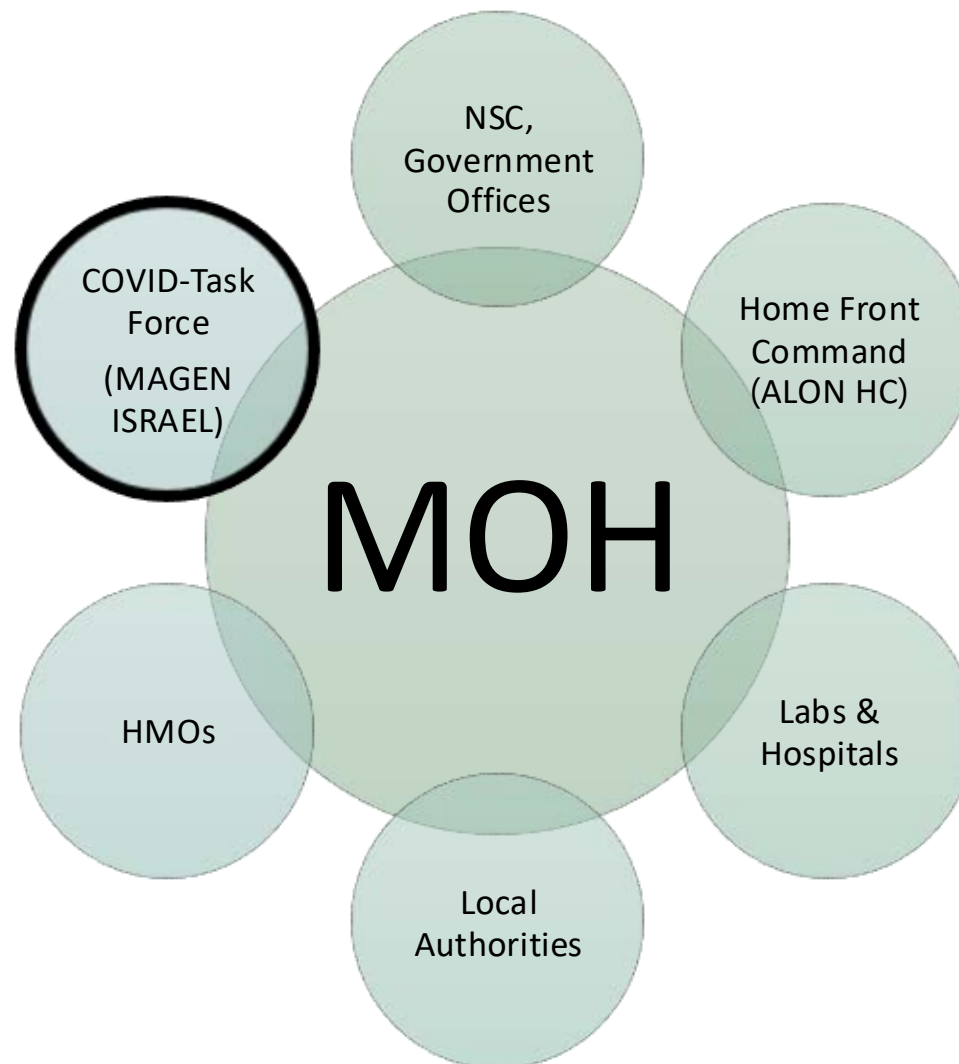 NSC,
Government
Offices
COVID-Task
Force
(MAGEN
ISRAEL)
Home Front
Command
(ALON HC)
MOH
HMOs
Labs &
Hospitals
Local
Authorities